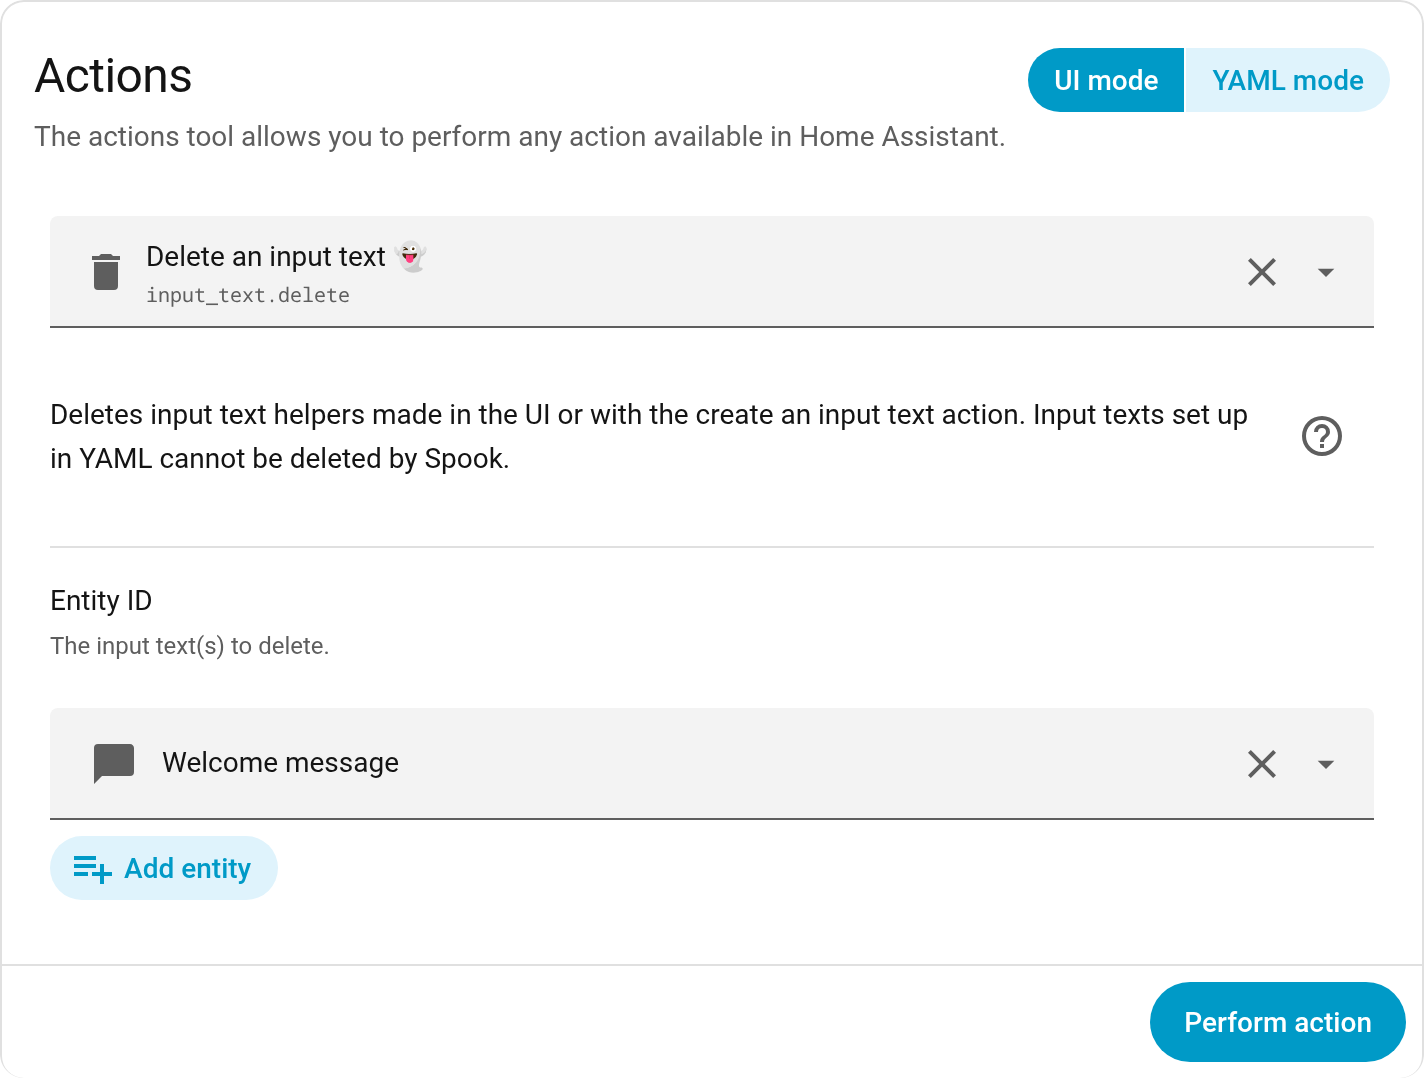 Actions
UI mode
YAML mode
The actions tool allows you to perform any action available in Home Assistant.
Delete an input text 👻
input_text.delete
Deletes input text helpers made in the UI or with the create an input text action. Input texts set up
in YAML cannot be deleted by Spook.
Entity ID
The input text(s) to delete.
Welcome message
Add entity
Perform action